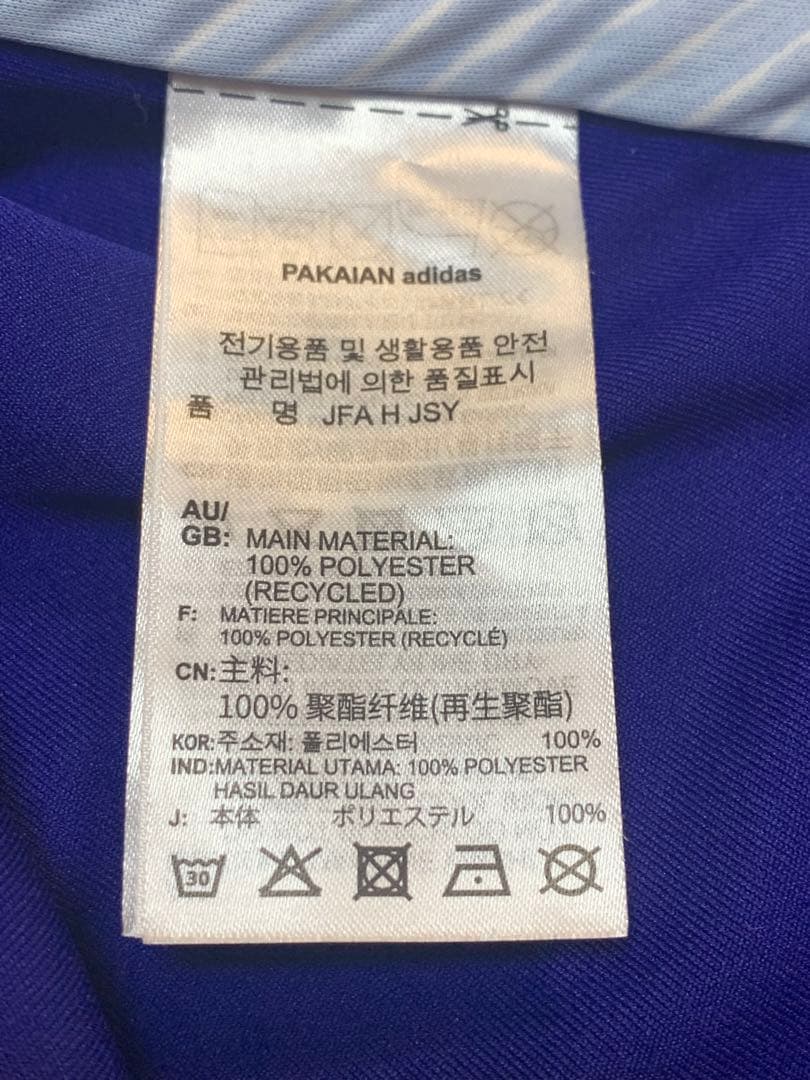 PAKAIAN adidas
전기용품 및 생활용품 안전
관리법에 의한 품질표시
품 명 JFA H JSY
AU/
GB: MAIN MATERIAL:
100% POLYESTER
(RECYCLED)
F: MATIERE PRINCIPALE:
100% POLYESTER (RECYCLÉ)
CN:主料:
100% 聚酯纤维(再生聚酯)
KOR:주소재: 폴리에스터 100%
IND:MATERIAL UTAMA: 100% POLYESTER
HASIL DAUR ULANG
J: 本体 ポリエステル 100%
30